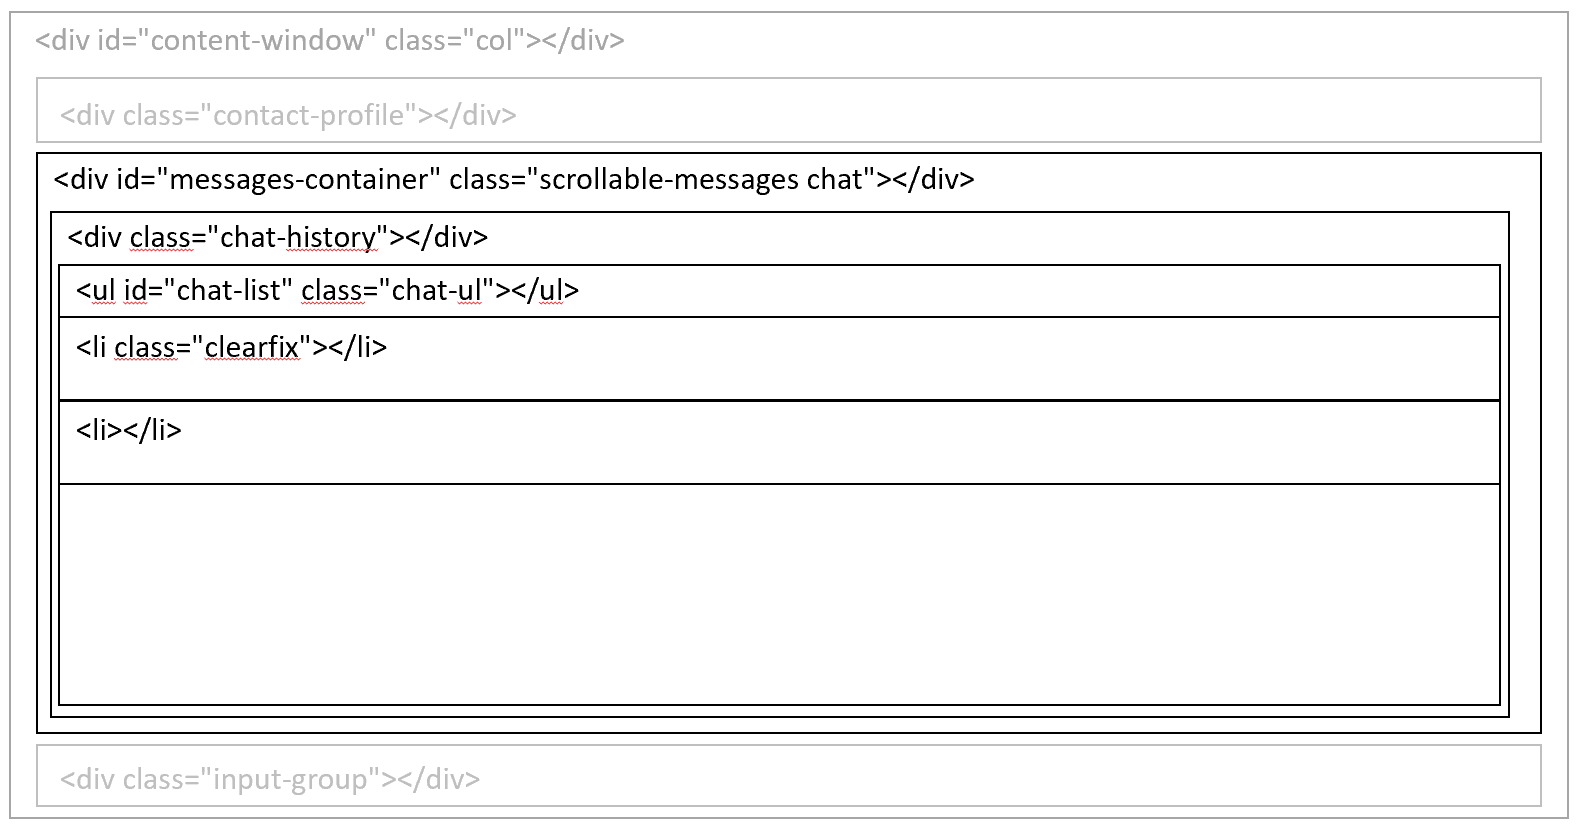 <div id="content-window" class="col"></div>
<div class="contact-profile"></div>
<div id="messages-container" class="scrollable-messages chat"></div>
<div class="chat-history"></div>
<ul id="chat-list" class="chat-ul"></ul>
<li class="clearfix"></li>
<li></li>
<div class="input-group"></div>